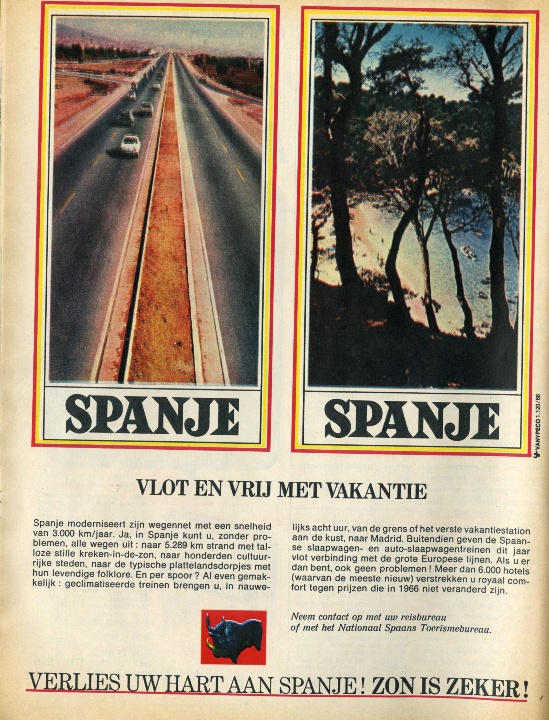 SPANJE
SPANJE
VANYPECO 1.120/66
VLOT EN VRIJ MET VAKANTIE
Spanje moderniseert zijn wegennet met een snelheid
van 3.000 km/jaar. Ja, in Spanje kunt u, zonder pro-
blemen, alle wegen uit : naar 5.289 km strand met tal-
loze stille kreken-in-de-zon, naar honderden cultuur-
rijke steden, naar de typische plattelandsdorpjes met
hun levendige folklore. En per spoor ? Al even gemak-
kelijk : geclimatiseerde treinen brengen u, in nauwe-
lijks acht uur, van de grens of het verste vakantiestation
aan de kust, naar Madrid. Buitendien geven de Spaan-
se slaapwagen- en auto-slaapwagentreinen dit jaar
vlot verbinding met de grote Europese lijnen. Als u er
dan bent, ook geen problemen ! Meer dan 6.000 hotels
(waarvan de meeste nieuw) verstrekken u royaal com-
fort tegen prijzen die in 1966 niet veranderd zijn.
Neem contact op met uw reisbureau
of met het Nationaal Spaans Toerismebureau.
VERLIES UW HART AAN SPANJE ! ZON IS ZEKER !